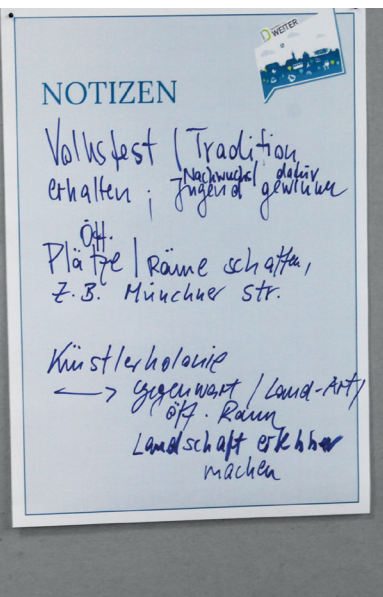 D WEITER
NOTIZEN
Volksfest / Tradition
erhalten ; Nachwuchs / dafür
Jugend gewinnen
Öff.
Plätze / Räume schaffen,
z.B. Münchner Str.
Künstlerkolonie
<—> Gegenwart / Land-Art /
öff. Raum
Landschaft erlebbar
machen